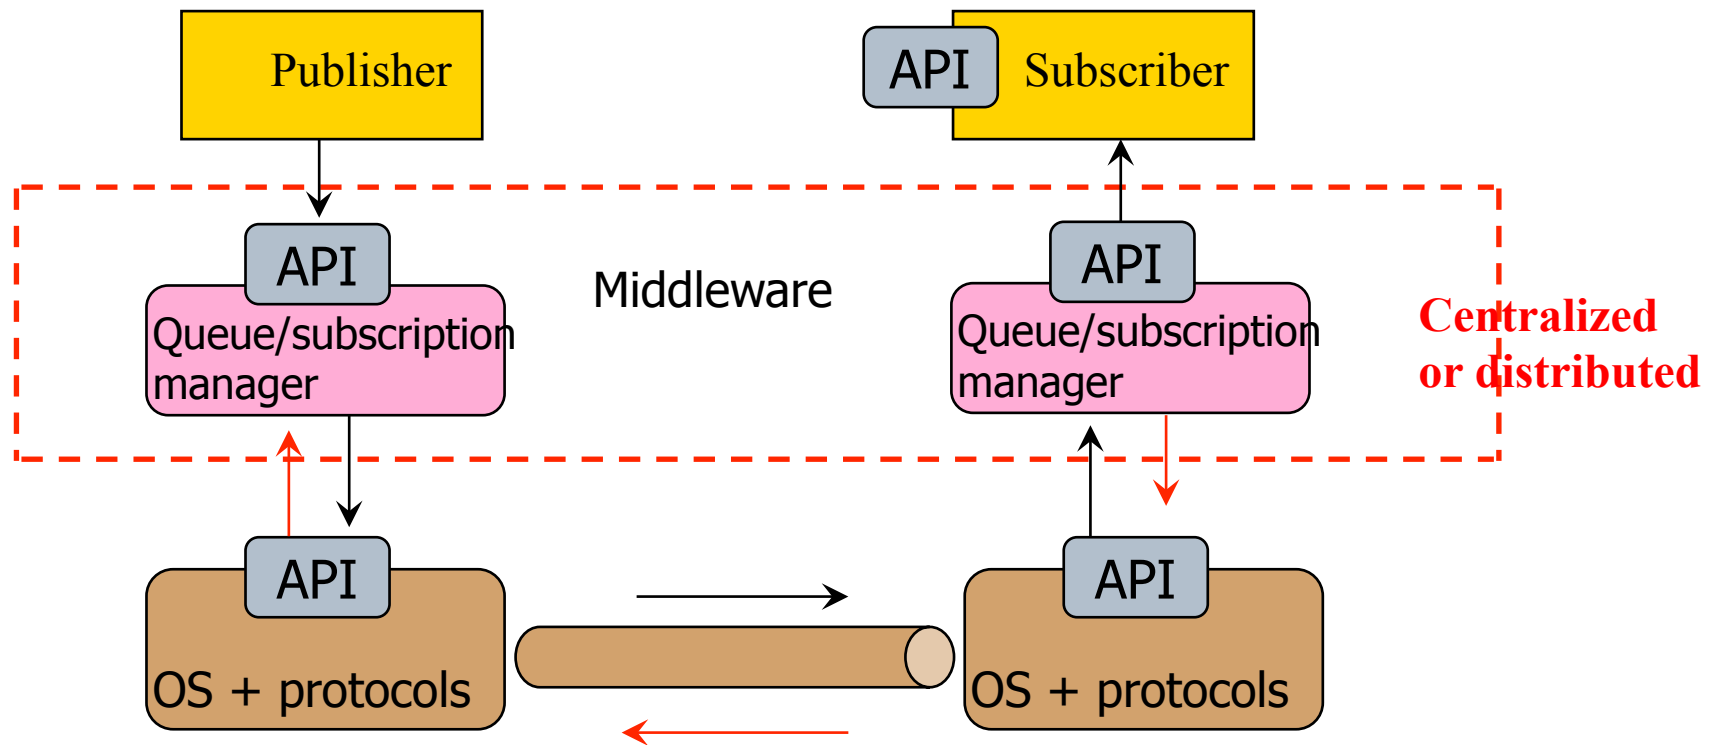 Publisher
API
Subscriber
API
API
Middleware
Queue/subscription
manager
Queue/subscription
manager
Centralized
or distributed
API
API
OS + protocols
OS + protocols